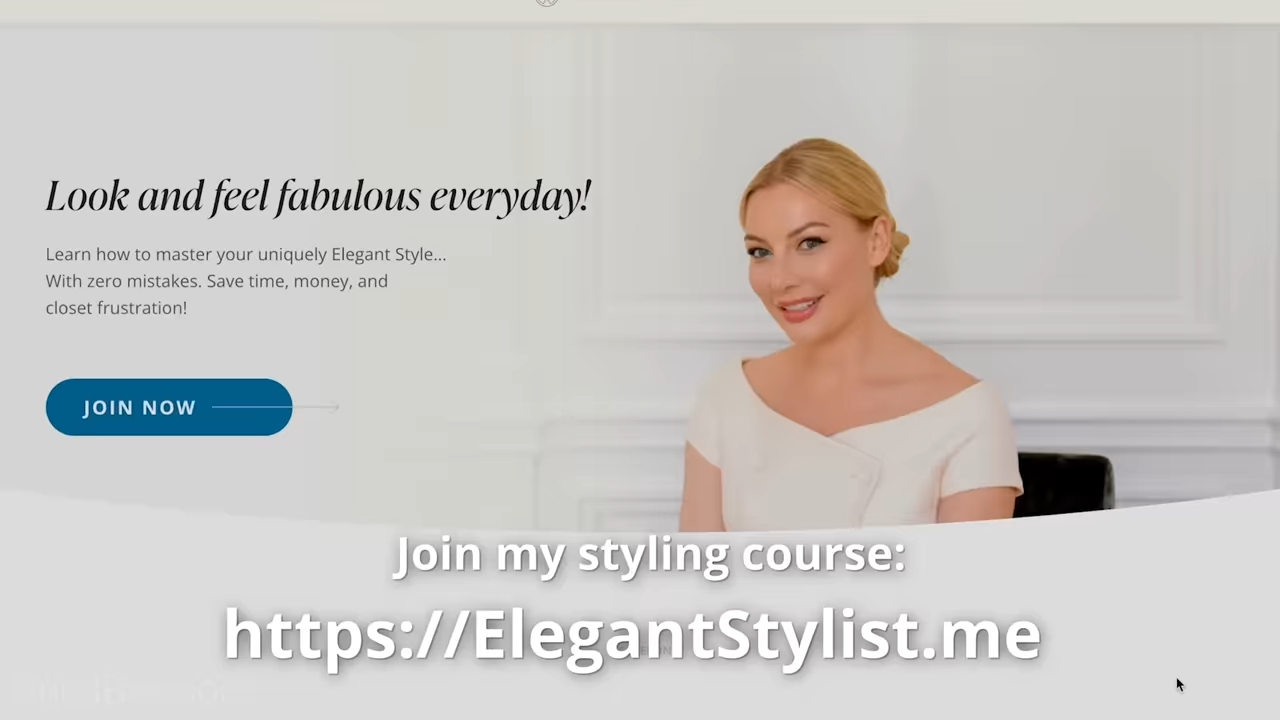 Look and feel fabulous everyday!
Learn how to master your uniquely Elegant Style...
With zero mistakes. Save time, money, and
closet frustration!
JOIN NOW
Join my styling course:
https://ElegantStylist.me